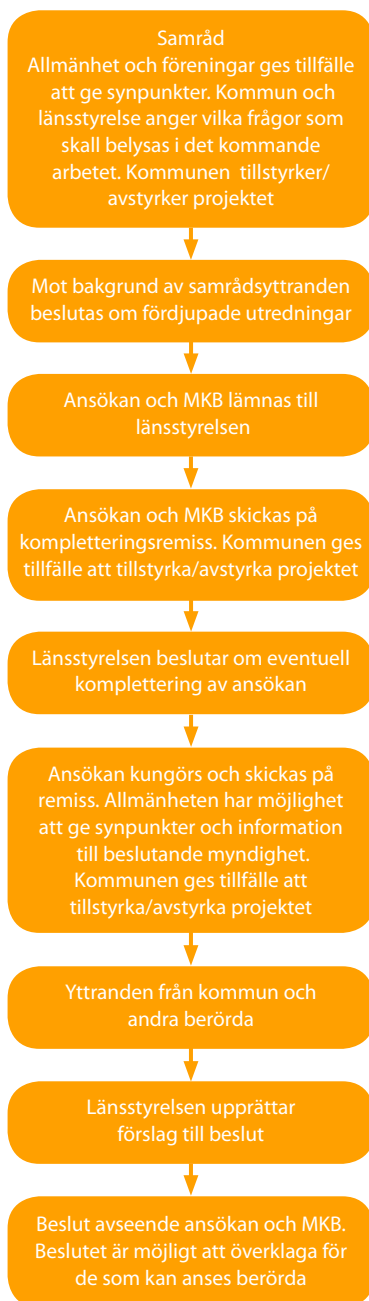 Samråd
Allmänhet och föreningar ges tillfälle
att ge synpunkter. Kommun och
länsstyrelse anger vilka frågor som
skall belysas i det kommande
arbetet. Kommunen tillstyrker/
avstyrker projektet
Mot bakgrund av samrådsyttranden
beslutas om fördjupade utredningar
Ansökan och MKB lämnas till
länsstyrelsen
Ansökan och MKB skickas på
kompletteringsremiss. Kommunen ges
tillfälle att tillstyrka/avstyrka projektet
Länsstyrelsen beslutar om eventuell
komplettering av ansökan
Ansökan kungörs och skickas på
remiss. Allmänheten har möjlighet
att ge synpunkter och information
till beslutande myndighet.
Kommunen ges tillfälle att
tillstyrka/avstyrka projektet
Yttranden från kommun och
andra berörda
Länsstyrelsen upprättar
förslag till beslut
Beslut avseende ansökan och MKB.
Beslutet är möjligt att överklaga för
de som kan anses berörda